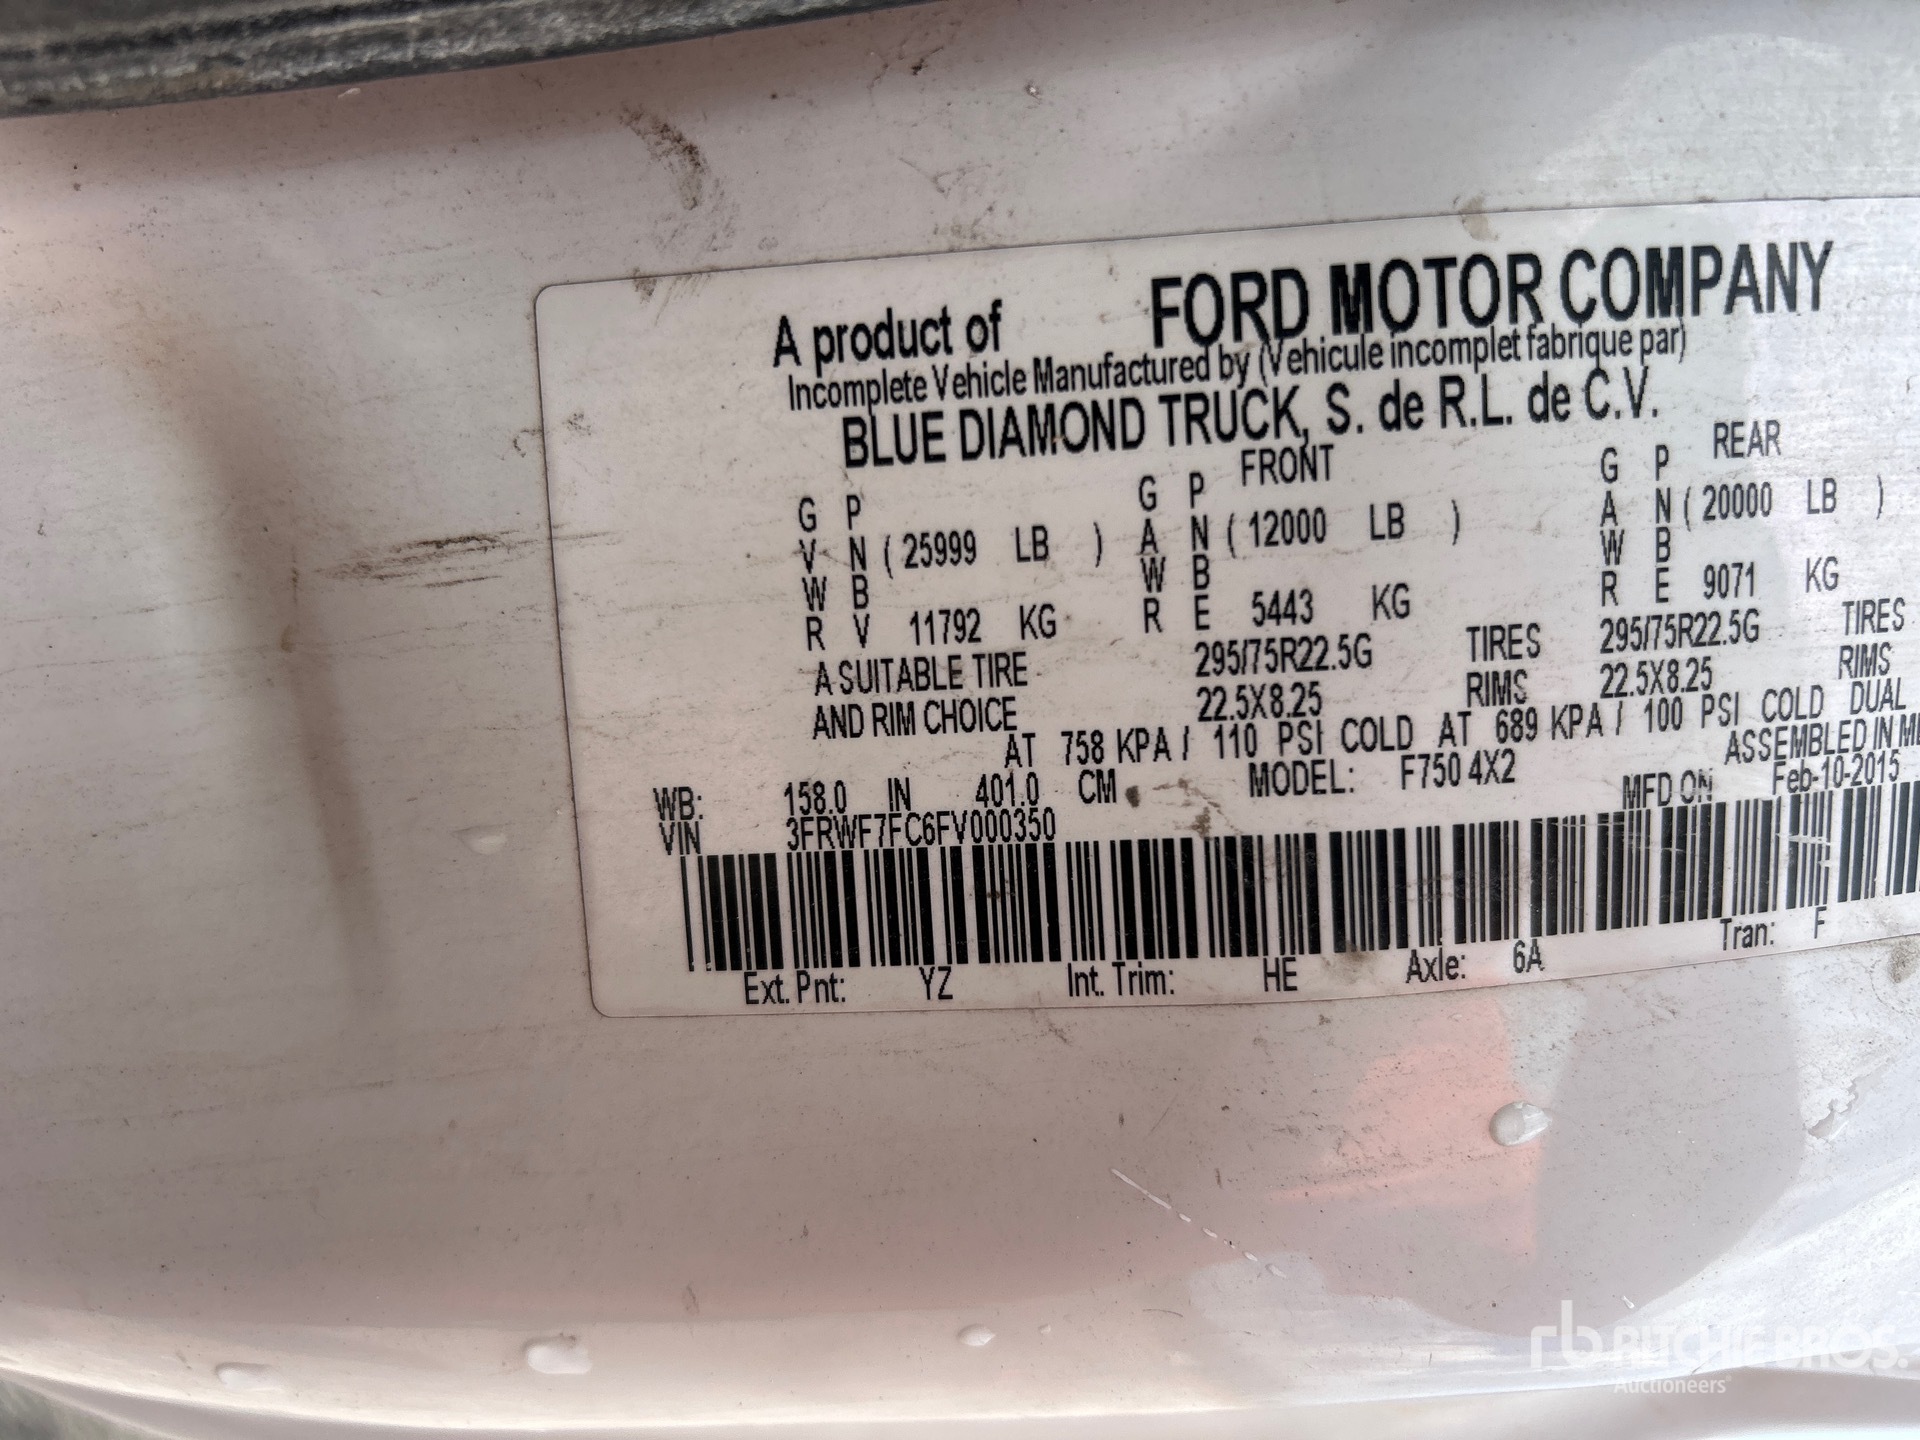 A product of FORD MOTOR COMPANY
Incomplete Vehicle Manufactured by (Vehicule incomplet fabrique par)
BLUE DIAMOND TRUCK, S. de R.L. de C.V.
FRONT REAR
G P G P G P
V N ( 25999 LB ) A N ( 12000 LB ) A N ( 20000 LB )
W B W B W B
R V 11792 KG R E 5443 KG R E 9071 KG
A SUITABLE TIRE 295/75R22.5G TIRES 295/75R22.5G TIRES
AND RIM CHOICE 22.5X8.25 RIMS 22.5X8.25 RIMS
AT 758 KPA / 110 PSI COLD AT 689 KPA / 100 PSI COLD DUAL
ASSEMBLED IN
WB: 158.0 IN 401.0 CM MODEL: F750 4X2 MFD ON Feb-10-2015
VIN 3FRWF7FC6FV000350
Ext. Pnt: YZ Int. Trim: HE Axle: 6A Tran: F
rb RITCHIE BROS.
Auctioneers